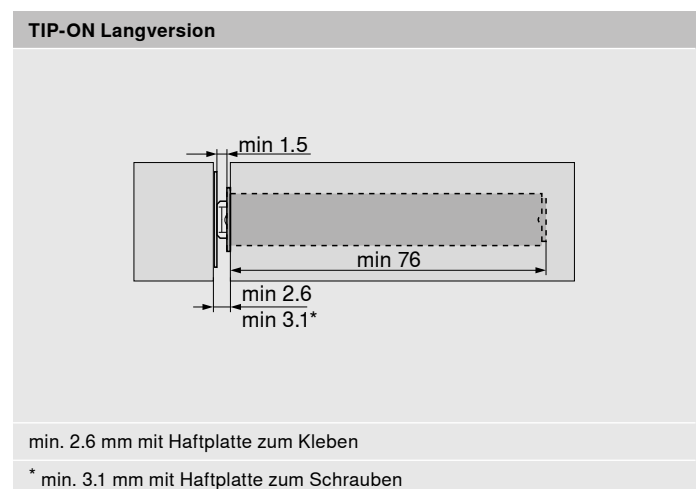 TIP-ON Langversion
min 1.5
min 76
min 2.6
min 3.1*
min. 2.6 mm mit Haftplatte zum Kleben
* min. 3.1 mm mit Haftplatte zum Schrauben